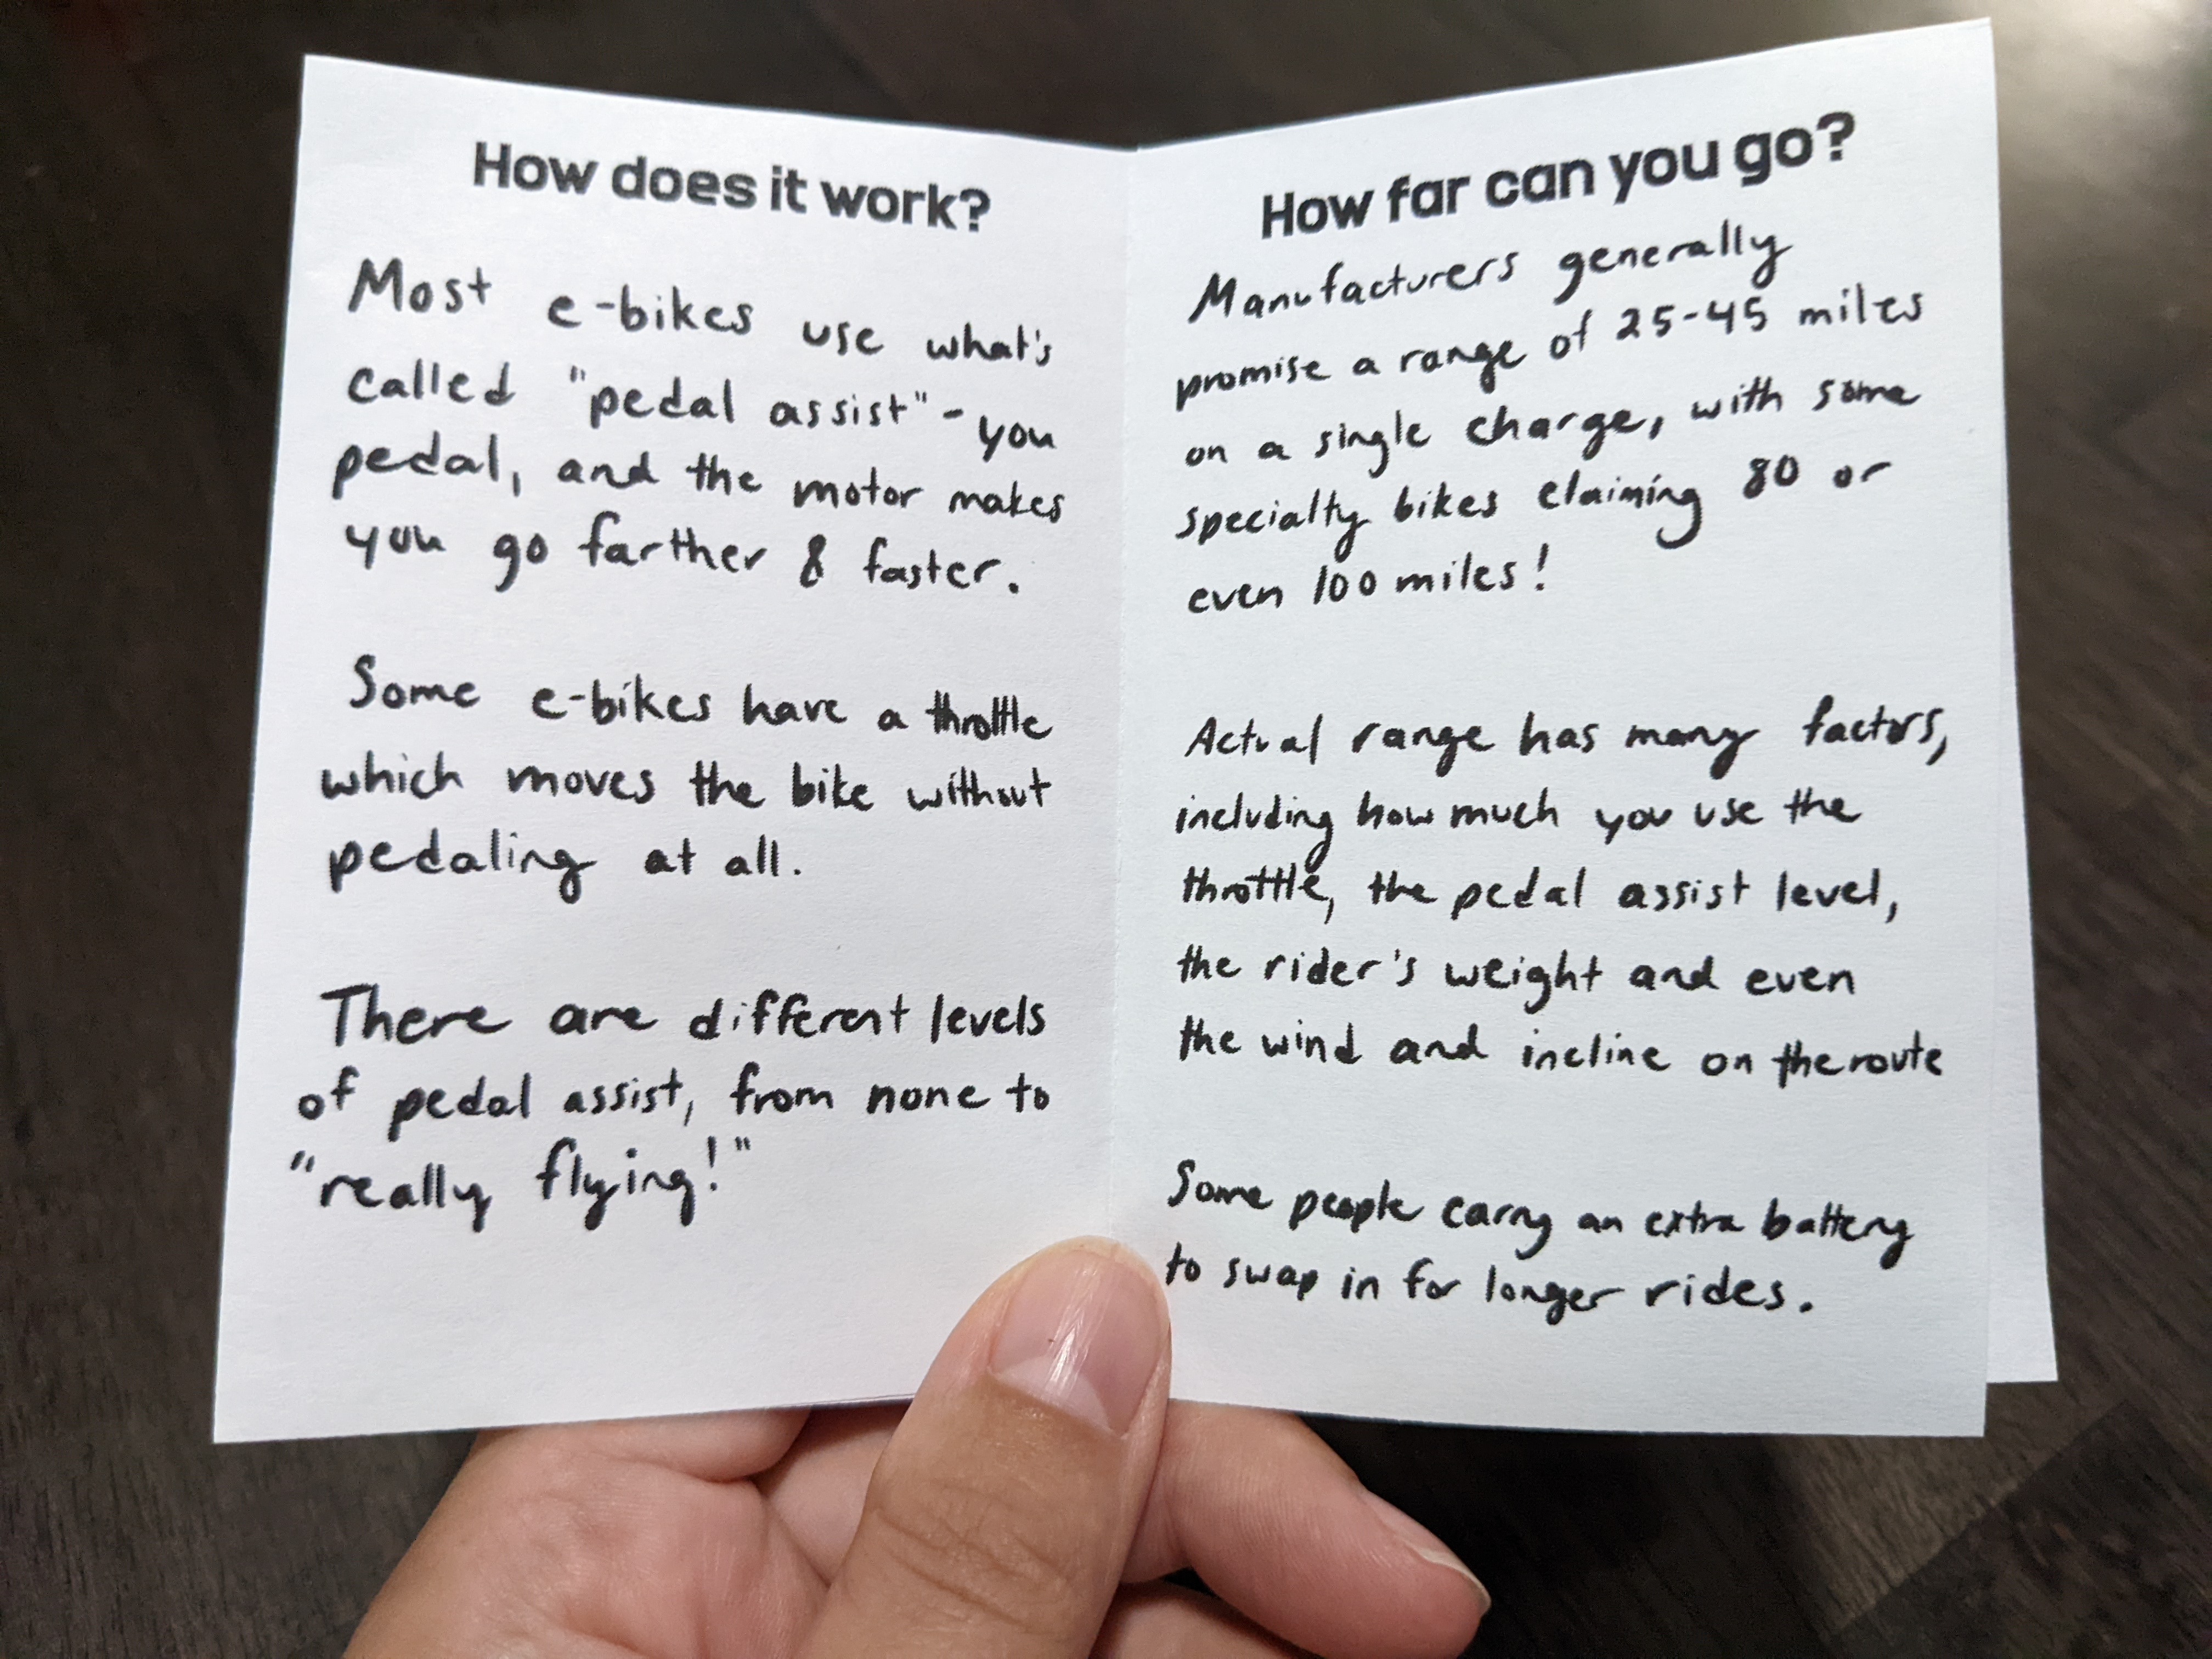 How does it work?
Most e-bikes use what's
called "pedal assist" - you
pedal, and the motor makes
you go farther & faster.
Some e-bikes have a throttle
which moves the bike without
pedaling at all.
There are different levels
of pedal assist, from none to
"really flying!"
How far can you go?
Manufacturers generally
promise a range of 25-45 miles
on a single charge, with some
specialty bikes claiming 80 or
even 100 miles!
Actual range has many factors,
including how much you use the
throttle, the pedal assist level,
the rider's weight and even
the wind and incline on the route
Some people carry an extra battery
to swap in for longer rides.